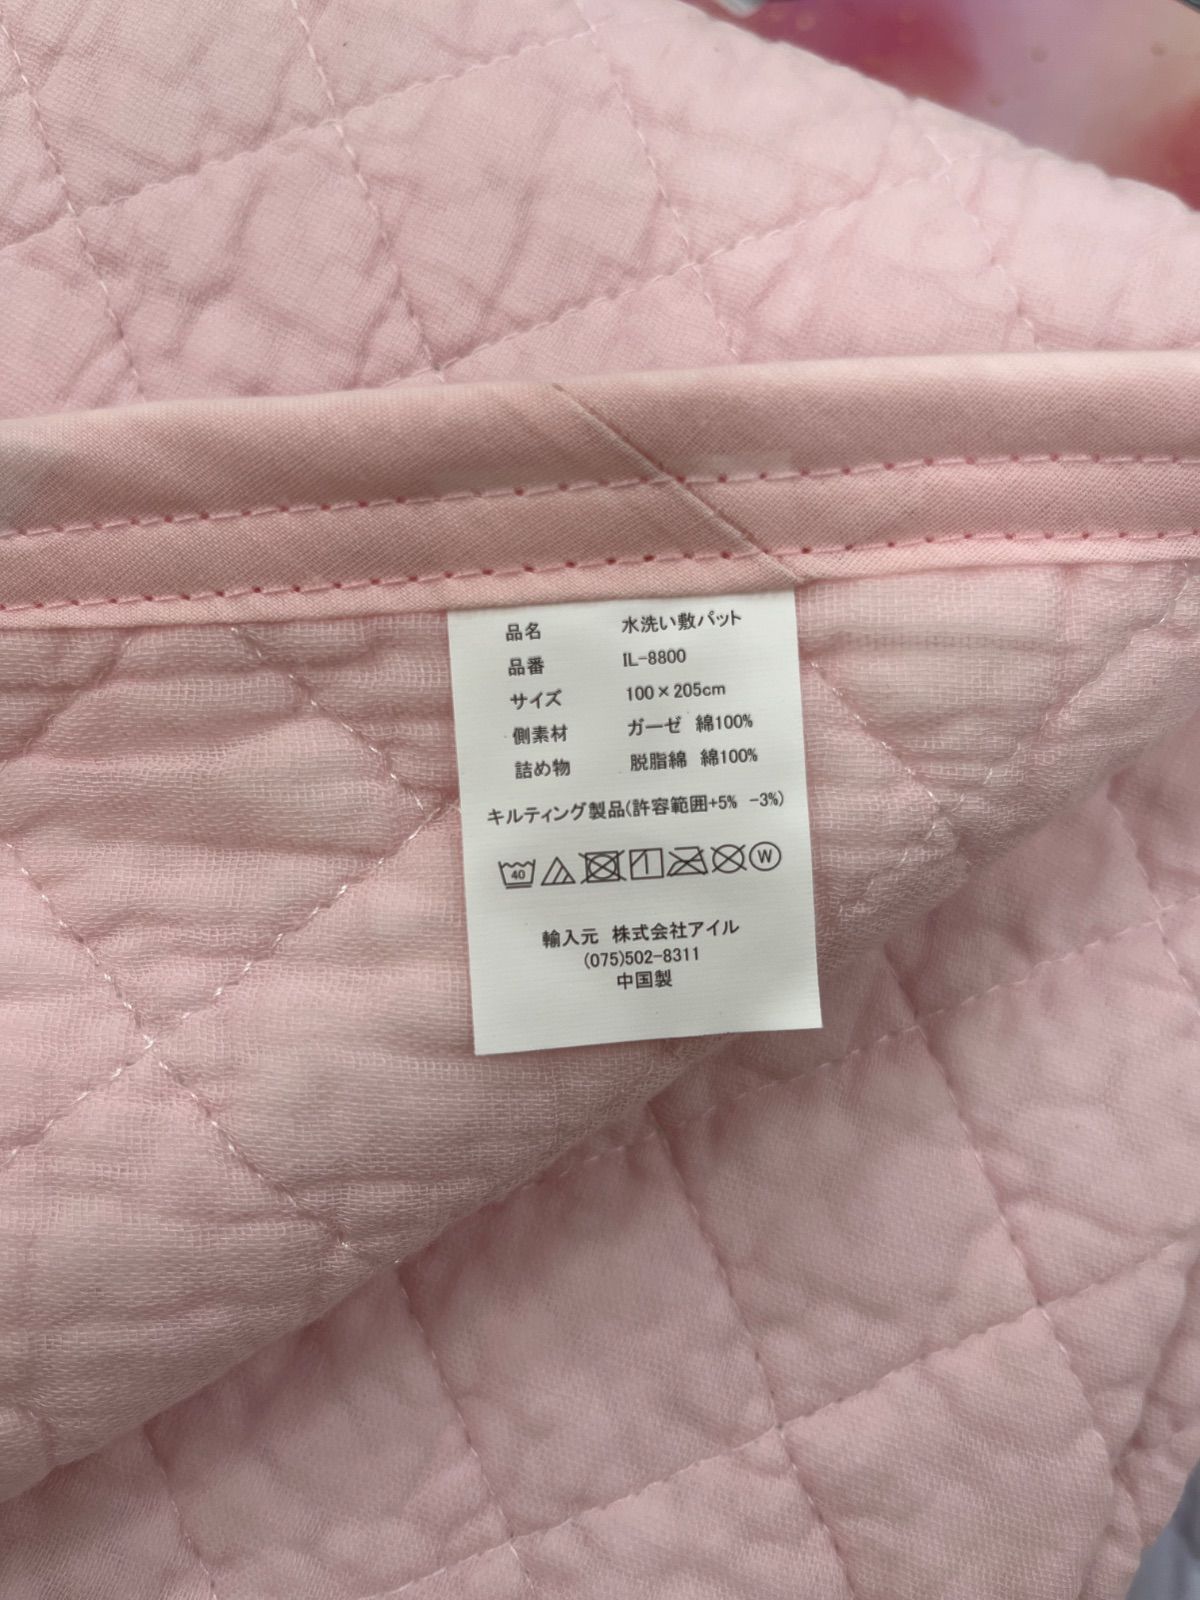 品名 水洗い敷パット
品番 IL-8800
サイズ 100×205cm
側素材 ガーゼ 綿100%
詰め物 脱脂綿 綿100%
キルティング製品(許容範囲+5% -3%)
40 W
輸入元 株式会社アイル
(075)502-8311
中国製